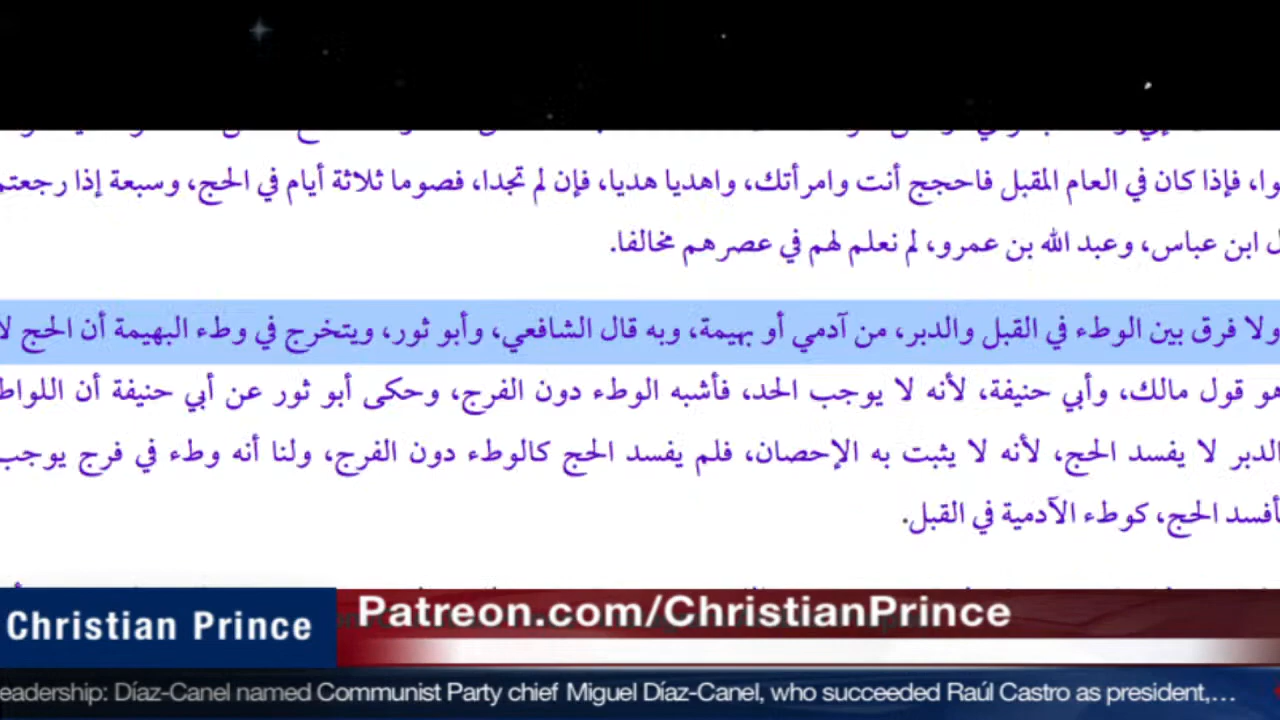 وا، فإذا كان في العام المقبل فاحجج أنت وامرأتك، واهديا هديا، فإن لم تجدا، فصوما ثلاثة أيام في الحج، وسبعة إذا رجعتم
ل ابن عباس، وعبد الله بن عمرو، لم نعلم لهم في عصرهم مخالفا.
ولا فرق بين الوطء في القبل والدبر، من آدمي أو بهيمة، وبه قال الشافعي، وأبو ثور، ويتخرج في وطء البهيمة أن الحج لا
هو قول مالك، وأبي حنيفة، لأنه لا يوجب الحد، فأشبه الوطء دون الفرج، وحكى أبو ثور عن أبي حنيفة أن اللواط
الدبر لا يفسد الحج، لأنه لا يثبت به الإحصان، فلم يفسد الحج كالوطء دون الفرج، ولنا أنه وطء في فرج يوجب
أفسد الحج، كوطء الآدمية في القبل.
Christian Prince
Patreon.com/ChristianPrince
eadership: Díaz-Canel named Communist Party chief Miguel Díaz-Canel, who succeeded Raúl Castro as president,...